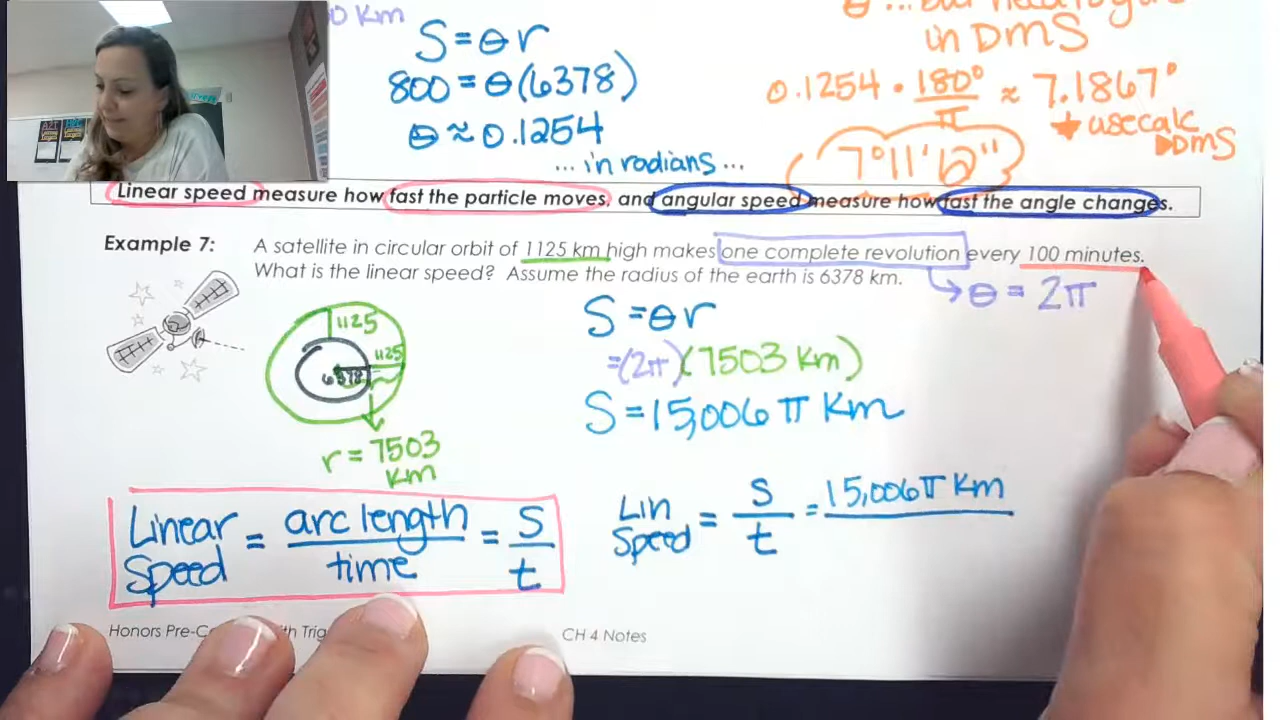 S = θr
800 = θ(6378)
θ ≈ 0.1254
...in radians...
in DMS
0.1254 · 180°/π ≈ 7.1867°
use calc
▶DMS
7°11'12"
Linear speed measure how fast the particle moves, and angular speed measure how fast the angle changes.
Example 7: A satellite in circular orbit of 1125 km high makes one complete revolution every 100 minutes.
What is the linear speed? Assume the radius of the earth is 6378 km.
θ = 2π
1125
1125
6378
r = 7503
km
S = θr
= (2π)(7503 km)
S = 15,006π Km
Linear Speed = arc length/time = S/t
Lin Speed = S/t = 15,006π Km
Honors Pre-C
Trig
CH 4 Notes